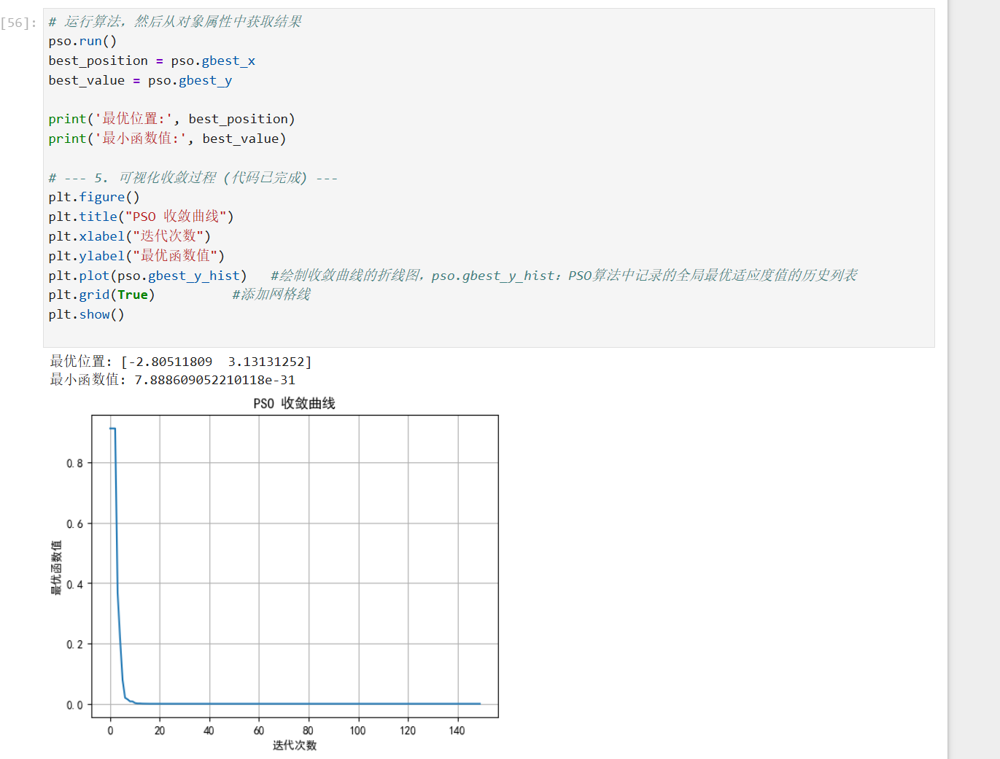 [56]:
# 运行算法，然后从对象属性中获取结果
pso.run()
best_position = pso.gbest_x
best_value = pso.gbest_y
print('最优位置:', best_position)
print('最小函数值:', best_value)
# --- 5. 可视化收敛过程 (代码已完成) ---
plt.figure()
plt.title("PSO 收敛曲线")
plt.xlabel("迭代次数")
plt.ylabel("最优函数值")
plt.plot(pso.gbest_y_hist)   #绘制收敛曲线的折线图，pso.gbest_y_hist：PSO算法中记录的全局最优适应度值的历史列表
plt.grid(True)          #添加网格线
plt.show()
最优位置: [-2.80511809  3.13131252]
最小函数值: 7.888609052210118e-31
PSO 收敛曲线
0.8
0.6
0.4
0.2
0.0
最优函数值
0 20 40 60 80 100 120 140
迭代次数